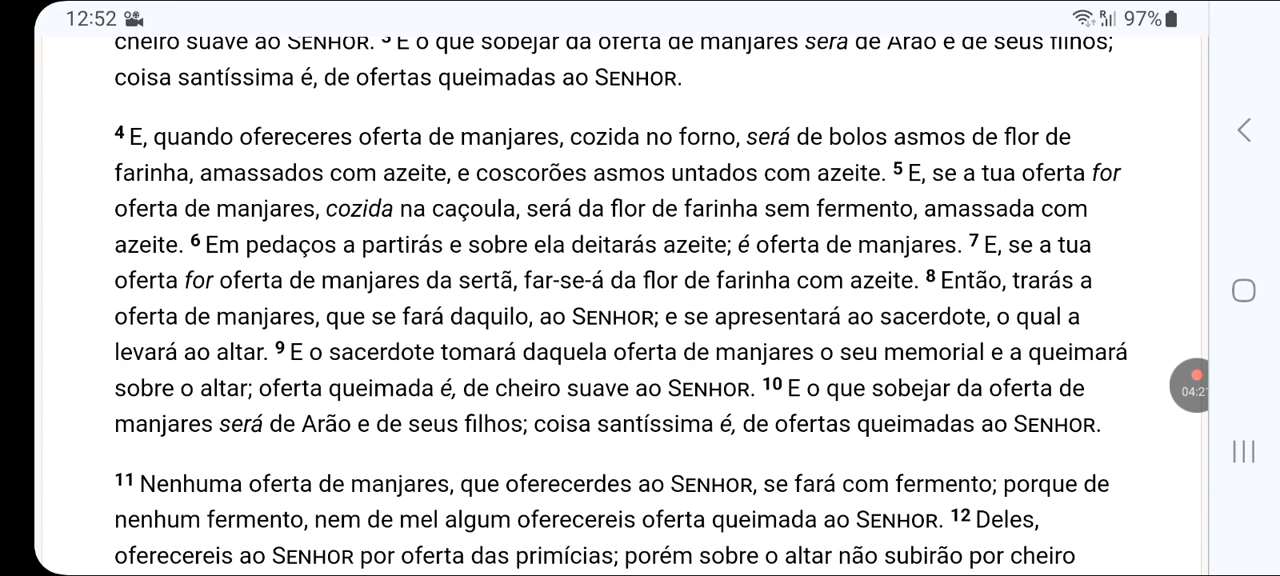 12:52 97%
cheiro suave ao SENHOR. 3 E o que sobejar da oferta de manjares será de Arão e de seus filhos;
coisa santíssima é, de ofertas queimadas ao SENHOR.
4 E, quando ofereceres oferta de manjares, cozida no forno, será de bolos asmos de flor de
farinha, amassados com azeite, e coscorões asmos untados com azeite. 5 E, se a tua oferta for
oferta de manjares, cozida na caçoula, será da flor de farinha sem fermento, amassada com
azeite. 6 Em pedaços a partirás e sobre ela deitarás azeite; é oferta de manjares. 7 E, se a tua
oferta for oferta de manjares da sertã, far-se-á da flor de farinha com azeite. 8 Então, trarás a
oferta de manjares, que se fará daquilo, ao SENHOR; e se apresentará ao sacerdote, o qual a
levará ao altar. 9 E o sacerdote tomará daquela oferta de manjares o seu memorial e a queimará
sobre o altar; oferta queimada é, de cheiro suave ao SENHOR. 10 E o que sobejar da oferta de
manjares será de Arão e de seus filhos; coisa santíssima é, de ofertas queimadas ao SENHOR.
04:2
11 Nenhuma oferta de manjares, que oferecerdes ao SENHOR, se fará com fermento; porque de
nenhum fermento, nem de mel algum oferecereis oferta queimada ao SENHOR. 12 Deles,
oferecereis ao SENHOR por oferta das primícias; porém sobre o altar não subirão por cheiro